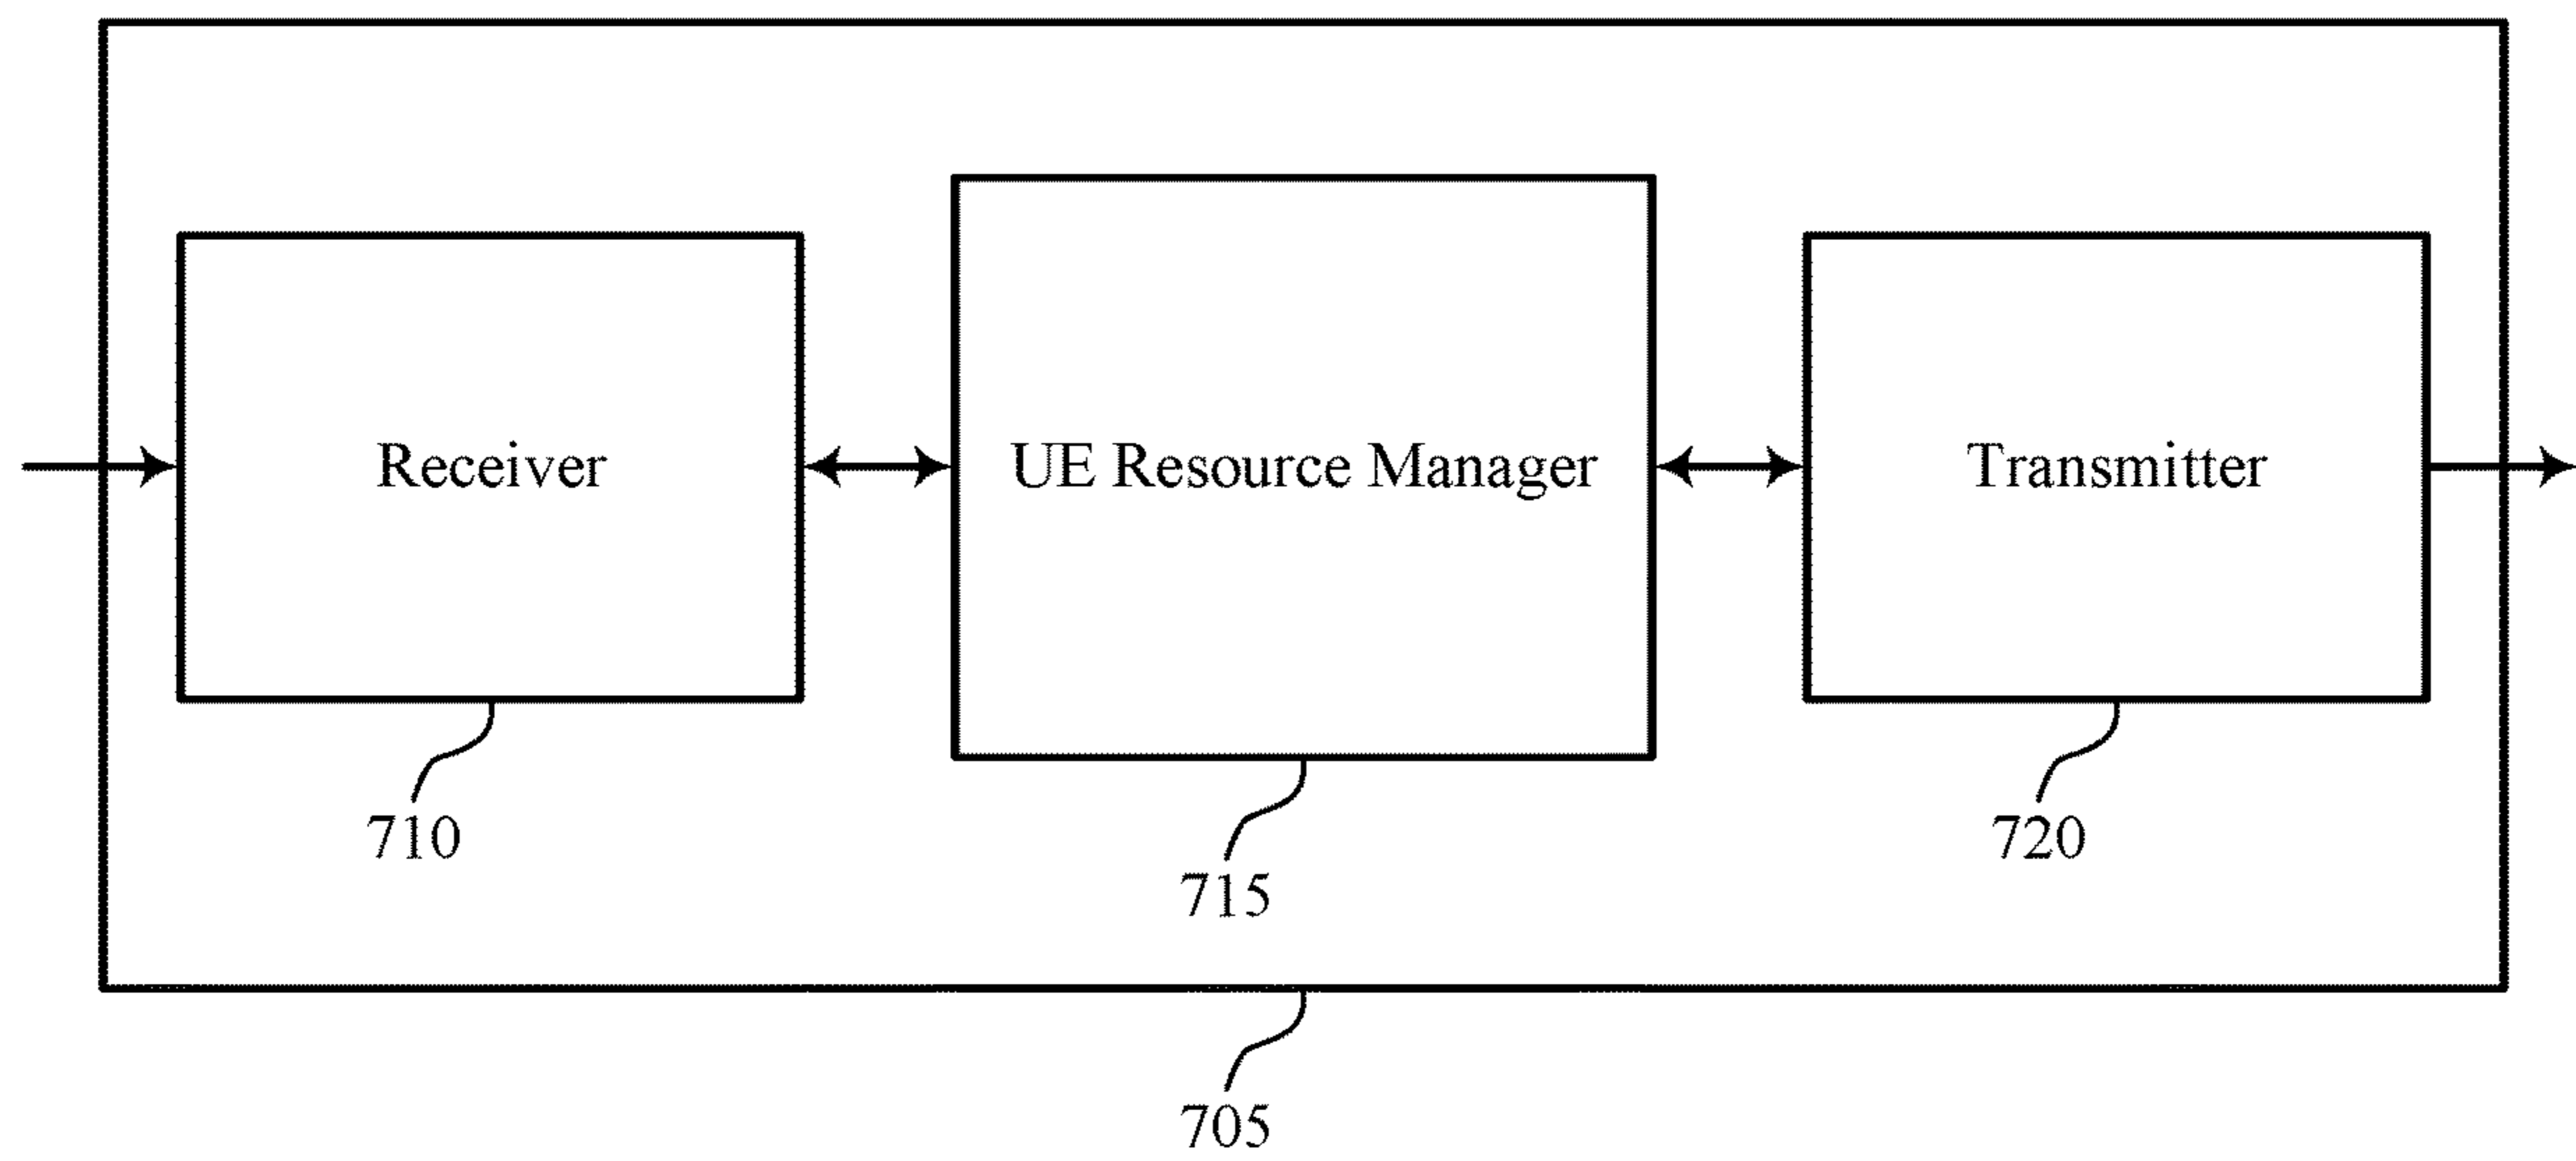 Receiver
UE Resource Manager
Transmitter
710
715
720
705